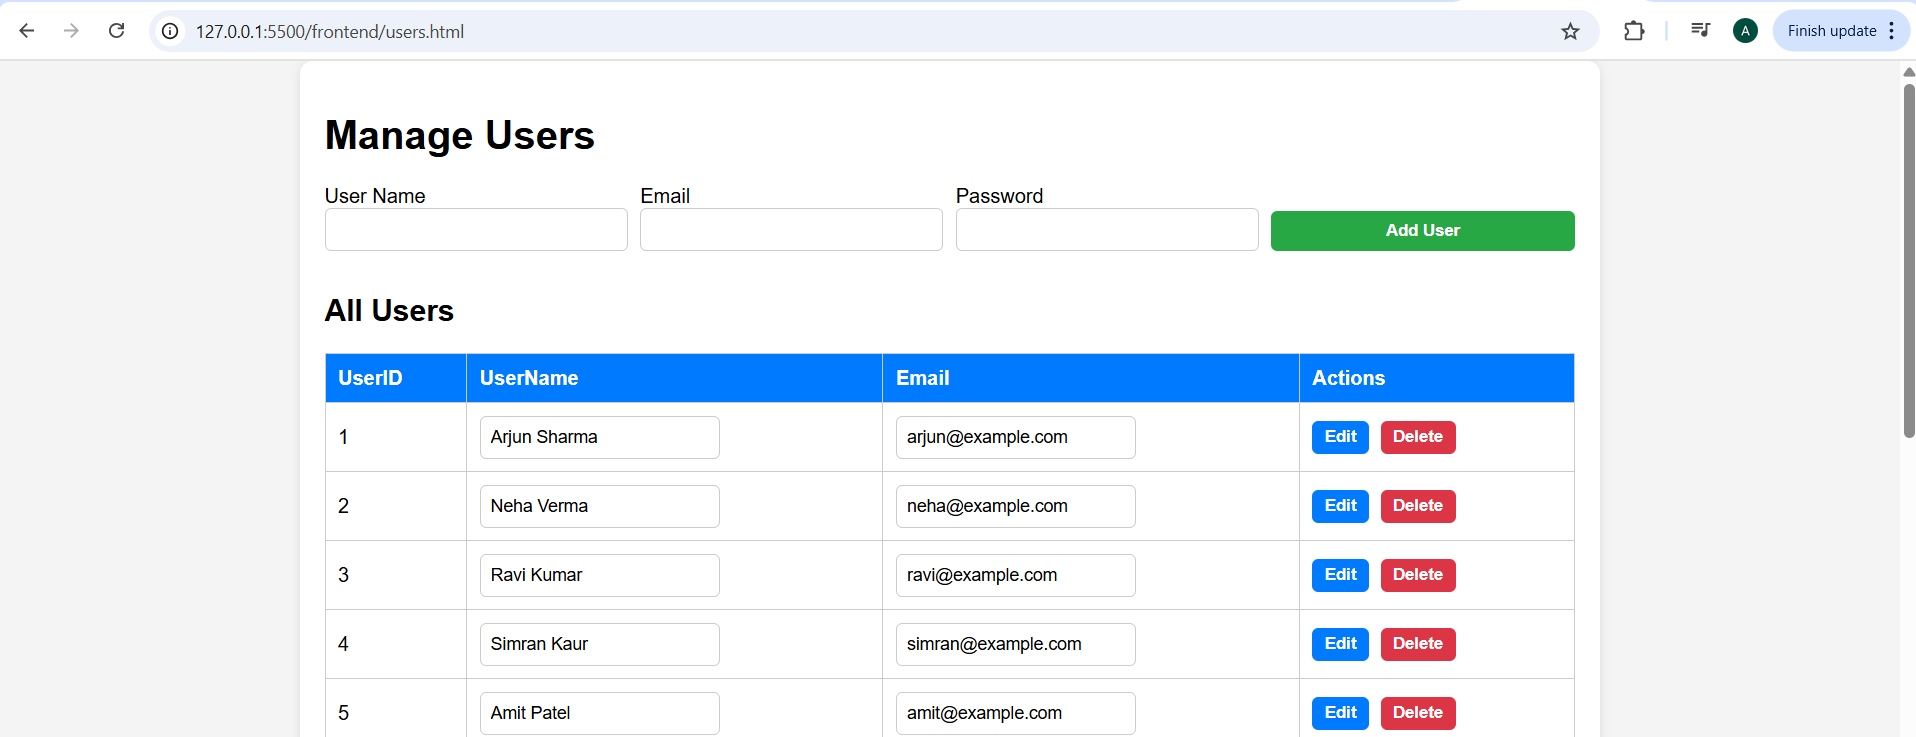 127.0.0.1:5500/frontend/users.html A Finish update
Manage Users
User Name Email Password
Add User
All Users
UserID UserName Email Actions
1 Arjun Sharma arjun@example.com Edit Delete
2 Neha Verma neha@example.com Edit Delete
3 Ravi Kumar ravi@example.com Edit Delete
4 Simran Kaur simran@example.com Edit Delete
5 Amit Patel amit@example.com Edit Delete